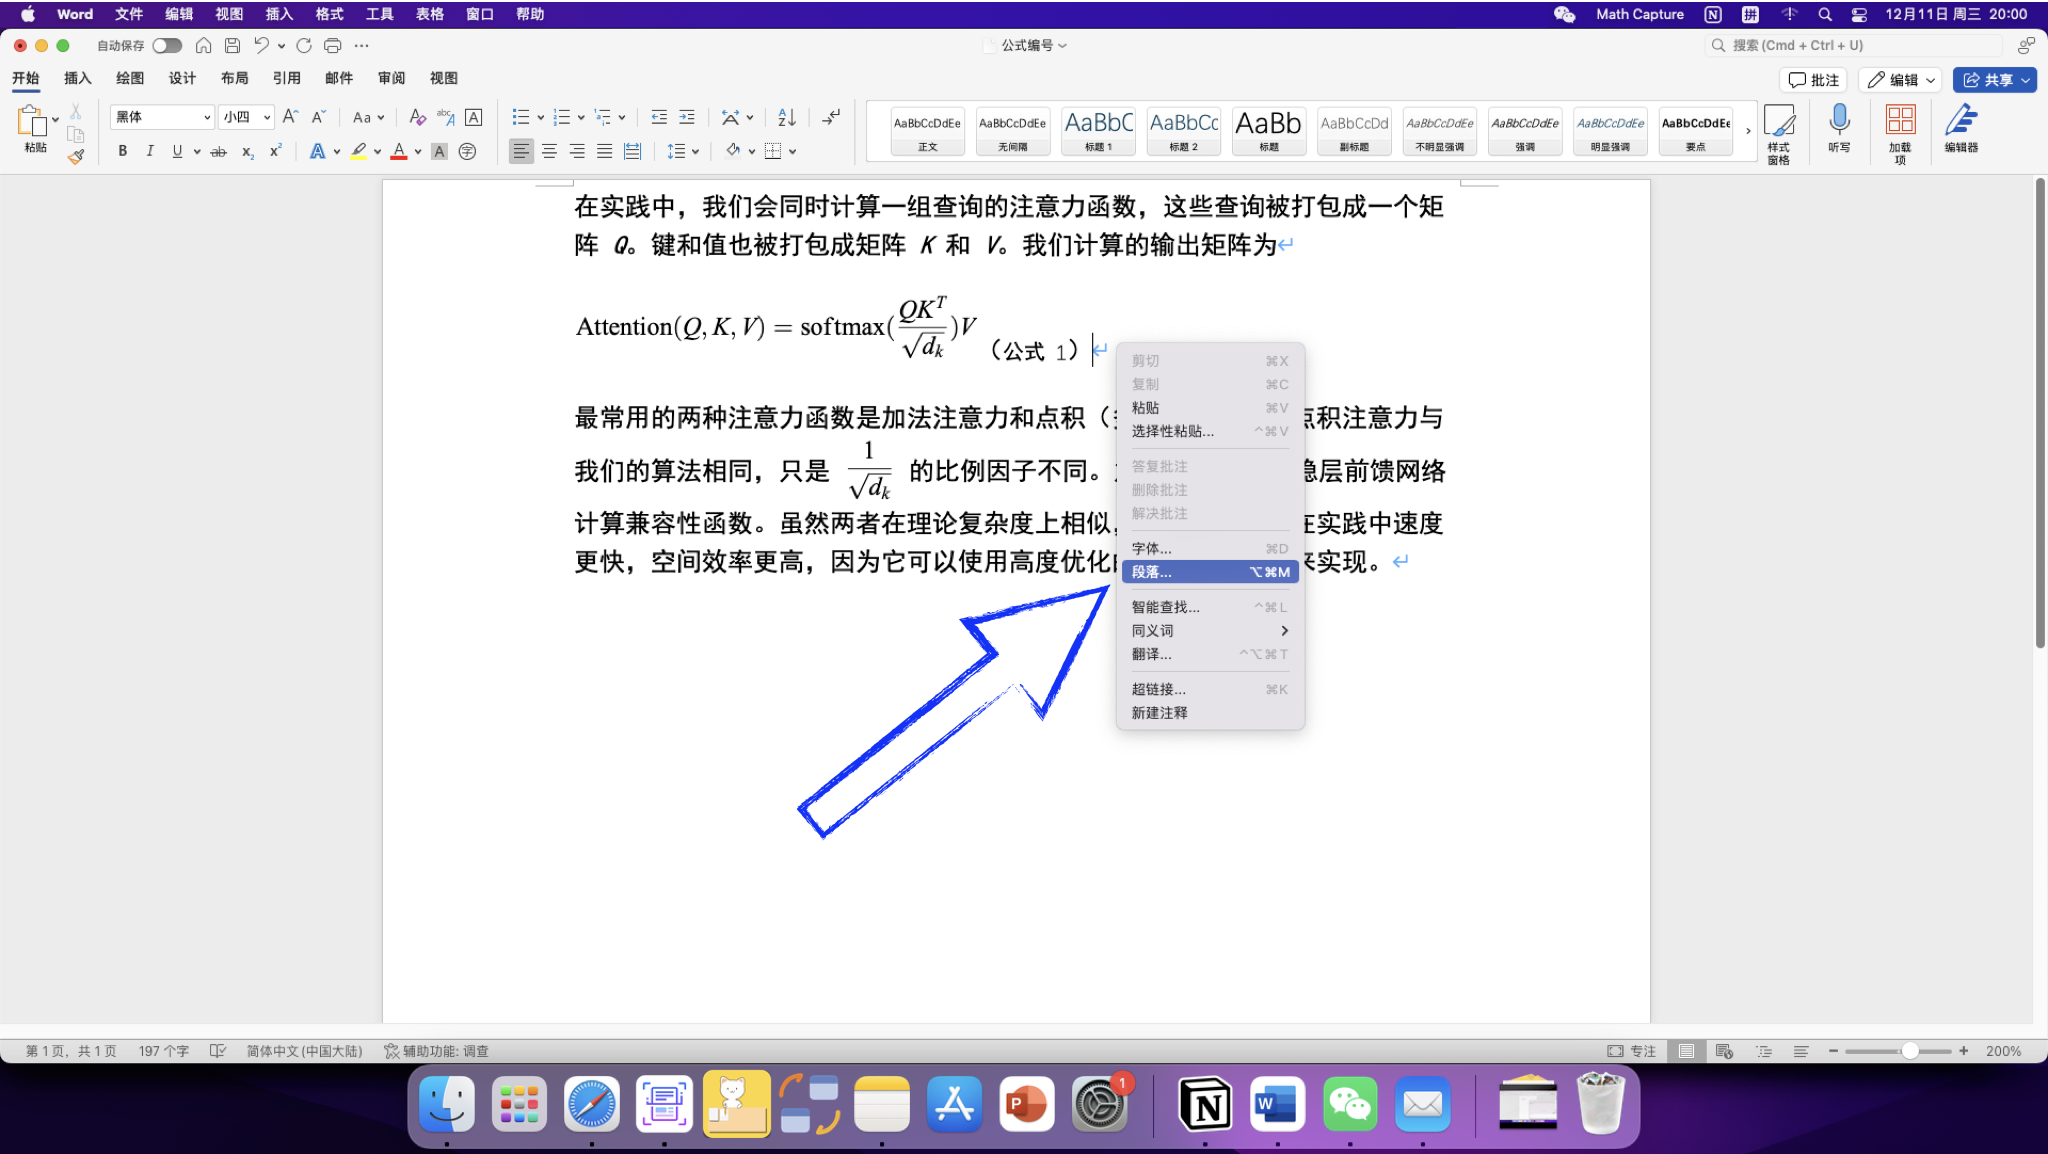 Word 文件 编辑 视图 插入 格式 工具 表格 窗口 帮助 Math Capture N 拼 12月11日 周三 20:00
自动保存 公式编号 搜索 (Cmd + Ctrl + U)
开始 插入 绘图 设计 布局 引用 邮件 审阅 视图 批注 编辑 共享
黑体 小四 A A Aa abc A A
AaBbCcDdEe AaBbCcDdEe AaBbC AaBbCc AaBb AaBbCcDd AaBbCcDdEe AaBbCcDdEe AaBbCcDdEe AaBbCcDdEe
粘贴 B I U ab x₂ x² A A A 字 正文 无间隔 标题 1 标题 2 标题 副标题 不明显强调 强调 明显强调 要点 样式窗格 听写 加载项 编辑器
在实践中，我们会同时计算一组查询的注意力函数，这些查询被打包成一个矩
阵 Q。键和值也被打包成矩阵 K 和 V。我们计算的输出矩阵为↵
Attention(Q, K, V) = softmax(QKᵀ/√dₖ)V （公式 1）↵
最常用的两种注意力函数是加法注意力和点积（ 点积注意力与
我们的算法相同，只是 1/√dₖ 的比例因子不同。 层前馈网络
计算兼容性函数。虽然两者在理论复杂度上相似， 在实践中速度
更快，空间效率更高，因为它可以使用高度优化 来实现。↵
剪切 ⌘X
复制 ⌘C
粘贴 ⌘V
选择性粘贴... ^⌘V
答复批注
删除批注
解决批注
字体... ⌘D
段落... ⌥⌘M
智能查找... ^⌘L
同义词
翻译... ^⌥⌘T
超链接... ⌘K
新建注释
第 1 页，共 1 页 197 个字 简体中文 (中国大陆) 辅助功能: 调查 专注 200%
P 1 N W